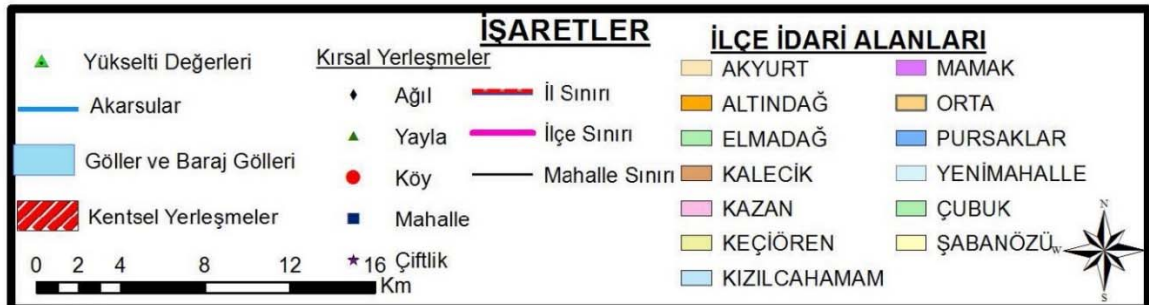 İŞARETLER
Yükselti Değerleri
Akarsular
Göller ve Baraj Gölleri
Kentsel Yerleşmeler
0 2 4 8 12 16
Km
Kırsal Yerleşmeler
Ağıl
Yayla
Köy
Mahalle
Çiftlik
İl Sınırı
İlçe Sınırı
Mahalle Sınırı
İLÇE İDARİ ALANLARI
AKYURT
ALTINDAĞ
ELMADAĞ
KALECİK
KAZAN
KEÇİÖREN
KIZILCAHAMAM
MAMAK
ORTA
PURSAKLAR
YENİMAHALLE
ÇUBUK
ŞABANÖZÜ
N
W
E
S